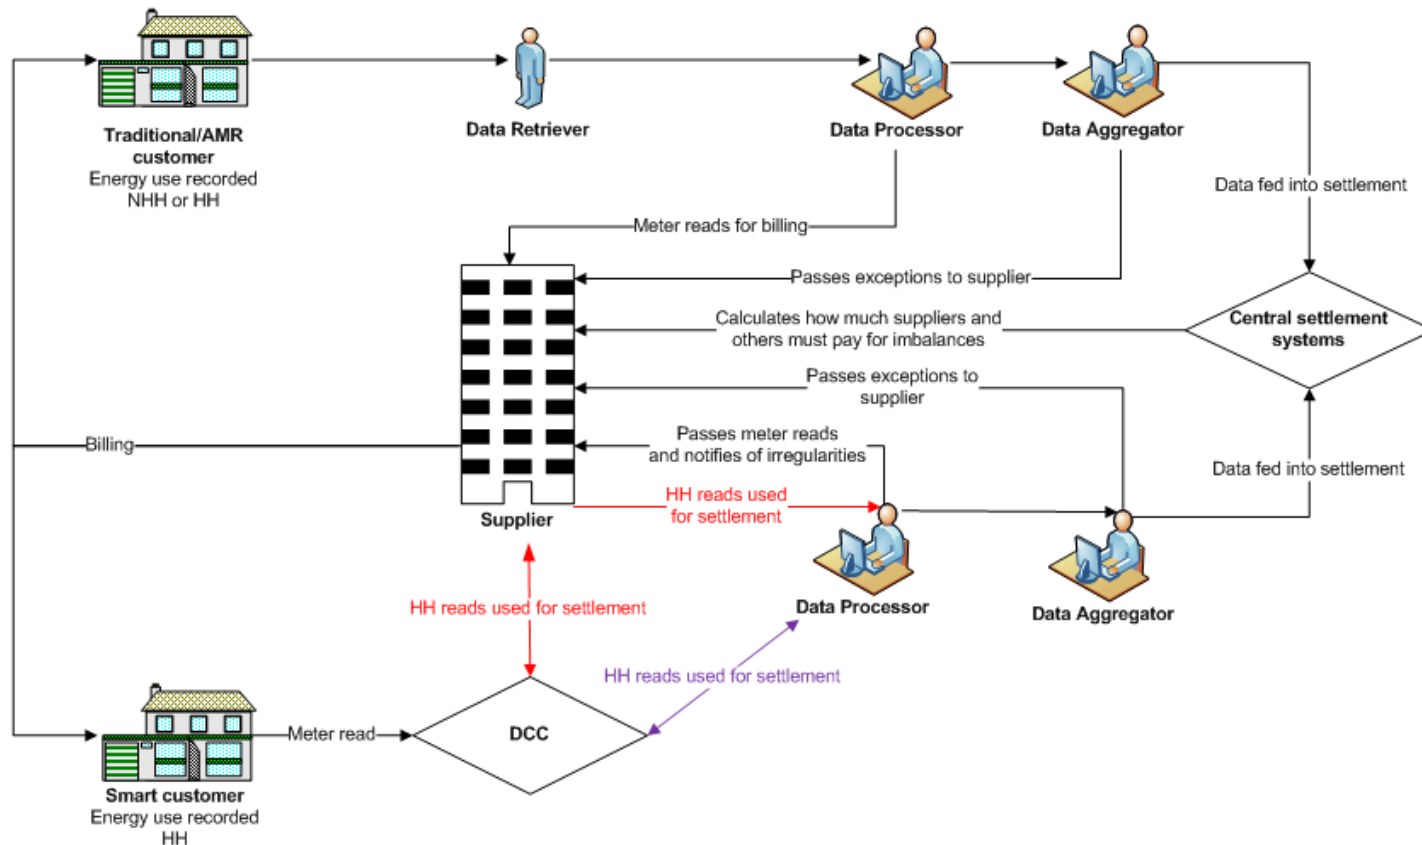 Traditional/AMR
customer
Energy use recorded
NHH or HH
Data Retriever
Data Processor
Data Aggregator
Data fed into settlement
Meter reads for billing
Passes exceptions to supplier
Calculates how much suppliers and
others must pay for imbalances
Central settlement
systems
Passes exceptions to
supplier
Billing
Passes meter reads
and notifies of irregularities
Data fed into settlement
HH reads used
for settlement
Supplier
HH reads used for settlement
Data Processor
Data Aggregator
HH reads used for settlement
Meter read
DCC
Smart customer
Energy use recorded
HH